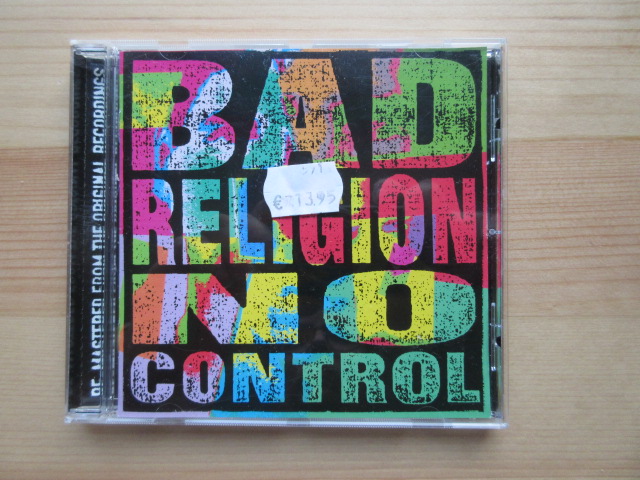 RE-MASTERED FROM THE ORIGINAL RECORDINGS
BAD
RELIGION
NO
CONTROL
€ 13,95